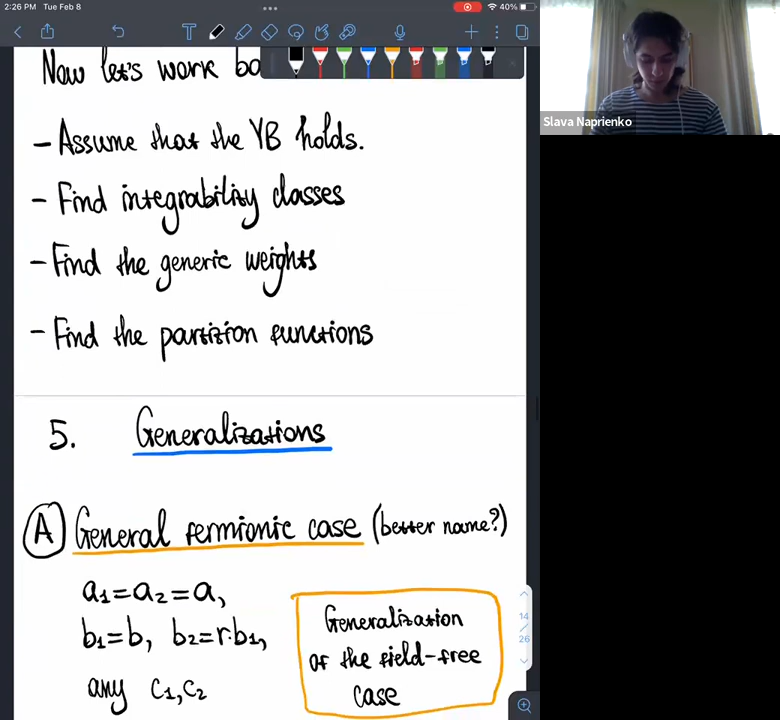 2:26 PM Tue Feb 8
40%
Now let's work
- Assume that the YB holds.
- Find integrability classes
- Find the generic weights
- Find the partition functions
5. Generalizations
A General fermionic case (better name?)
a₁=a₂=a,
b₁=b, b₂=r·b₁,
any c₁,c₂
Generalization
of the field-free
case
14
26
Slava Naprienko